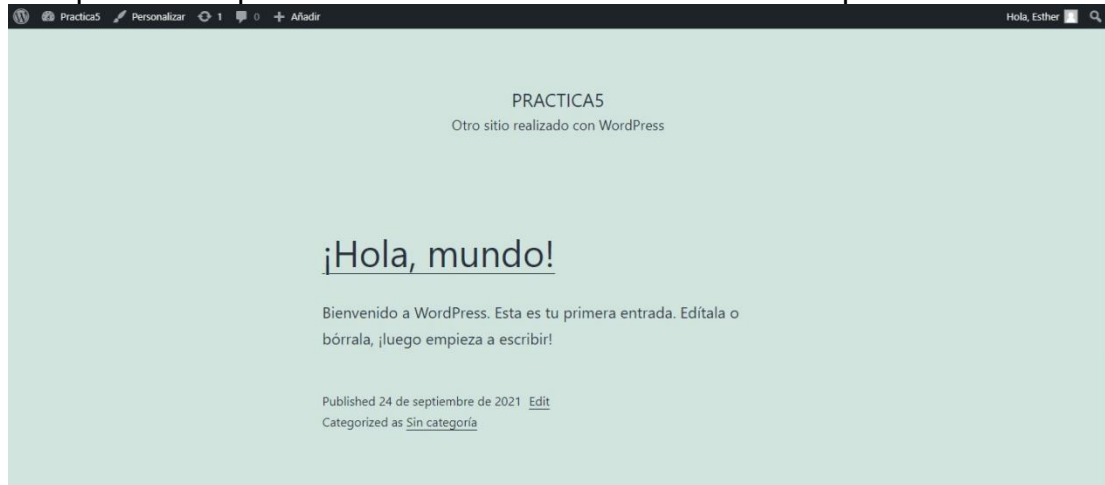 Practica5 Personalizar 1 0 + Añadir Hola, Esther
PRACTICA5
Otro sitio realizado con WordPress
¡Hola, mundo!
Bienvenido a WordPress. Esta es tu primera entrada. Edítala o
bórrala, ¡luego empieza a escribir!
Published 24 de septiembre de 2021 Edit
Categorized as Sin categoría